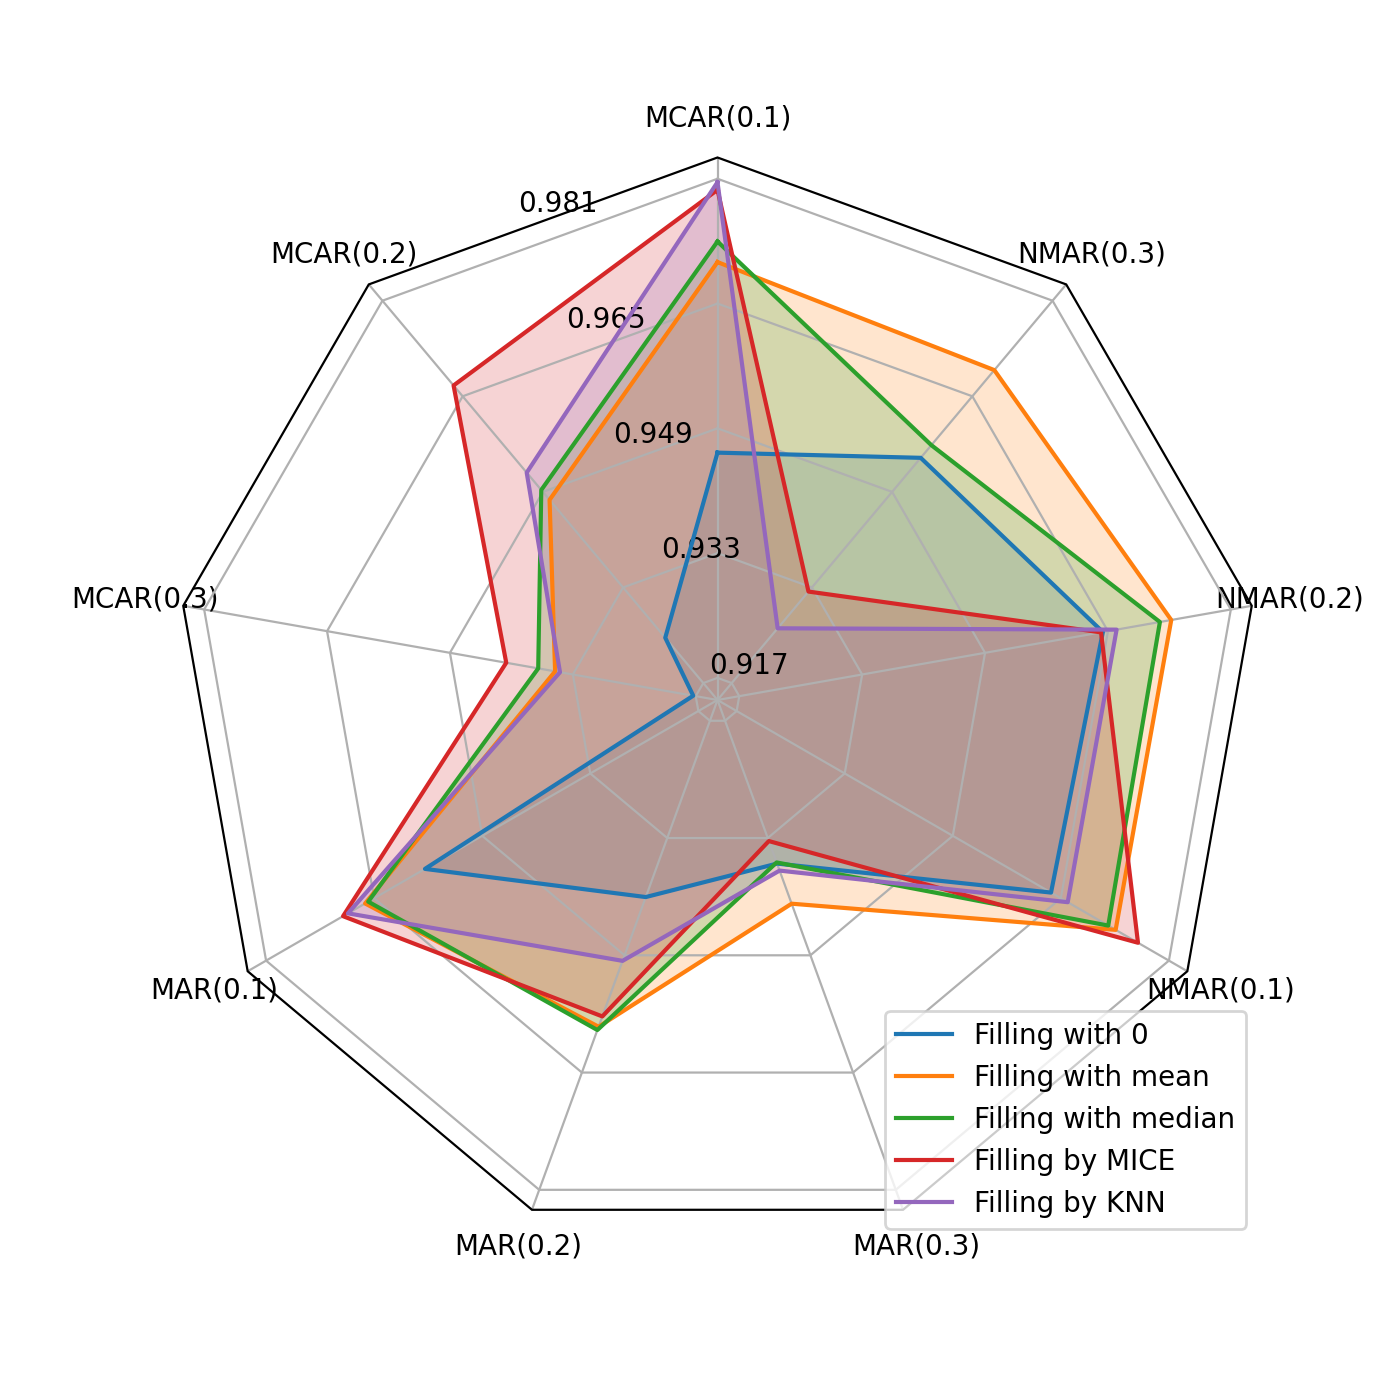 MCAR(0.1)
0.981
MCAR(0.2)
NMAR(0.3)
0.965
0.949
0.933
MCAR(0.3)
NMAR(0.2)
0.917
MAR(0.1)
NMAR(0.1)
Filling with 0
Filling with mean
Filling with median
Filling by MICE
Filling by KNN
MAR(0.2)
MAR(0.3)